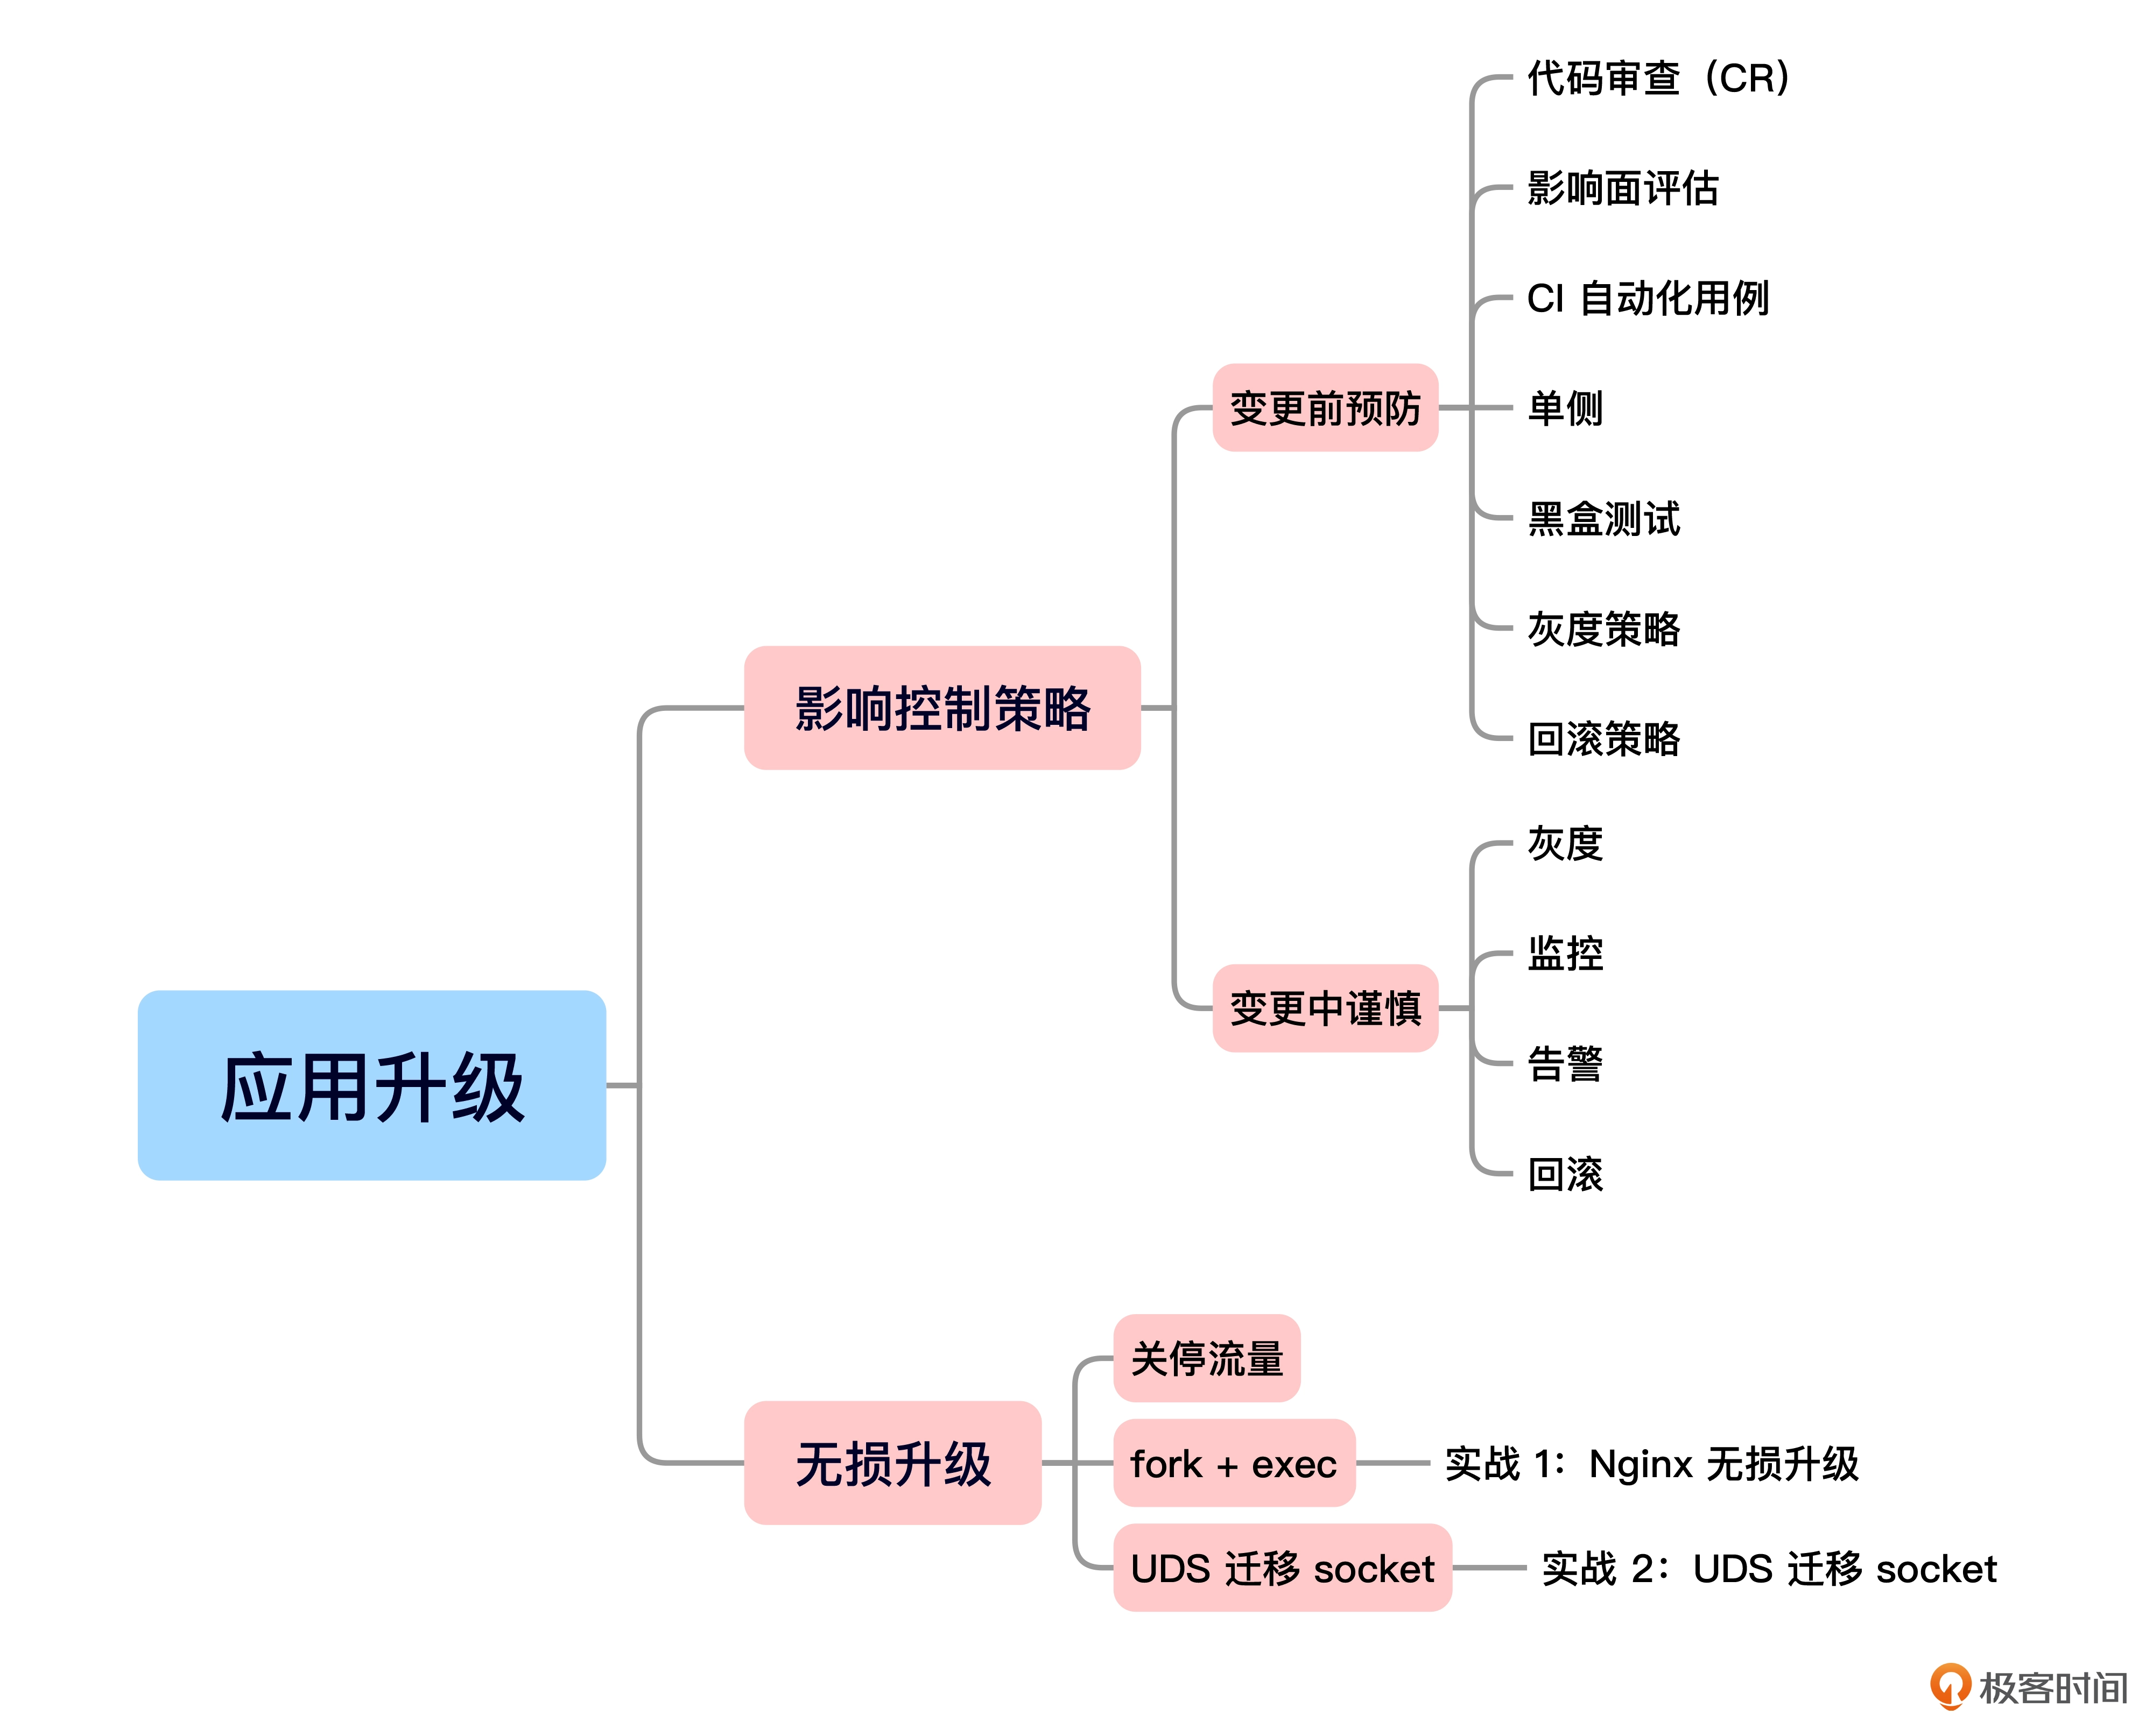 应用升级
影响控制策略
变更前预防
代码审查（CR）
影响面评估
CI 自动化用例
单侧
黑盒测试
灰度策略
回滚策略
变更中谨慎
灰度
监控
告警
回滚
无损升级
关停流量
fork + exec
实战 1：Nginx 无损升级
UDS 迁移 socket
实战 2：UDS 迁移 socket
极客时间